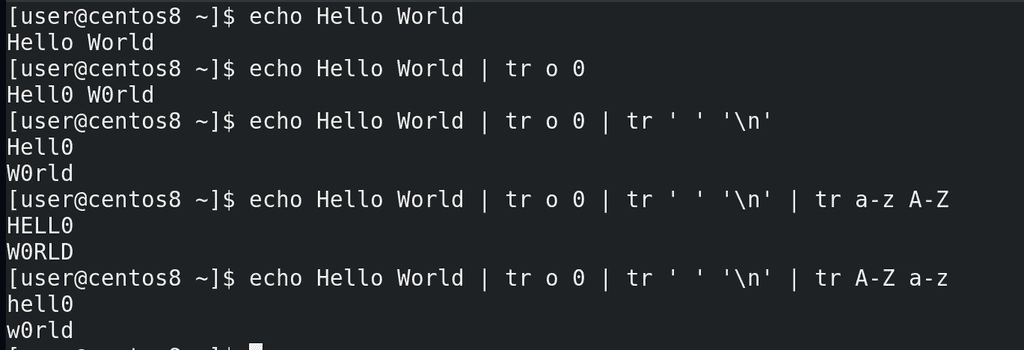 [user@centos8 ~]$ echo Hello World
Hello World
[user@centos8 ~]$ echo Hello World | tr o 0
Hell0 W0rld
[user@centos8 ~]$ echo Hello World | tr o 0 | tr ' ' '\n'
Hell0
W0rld
[user@centos8 ~]$ echo Hello World | tr o 0 | tr ' ' '\n' | tr a-z A-Z
HELL0
W0RLD
[user@centos8 ~]$ echo Hello World | tr o 0 | tr ' ' '\n' | tr A-Z a-z
hell0
w0rld